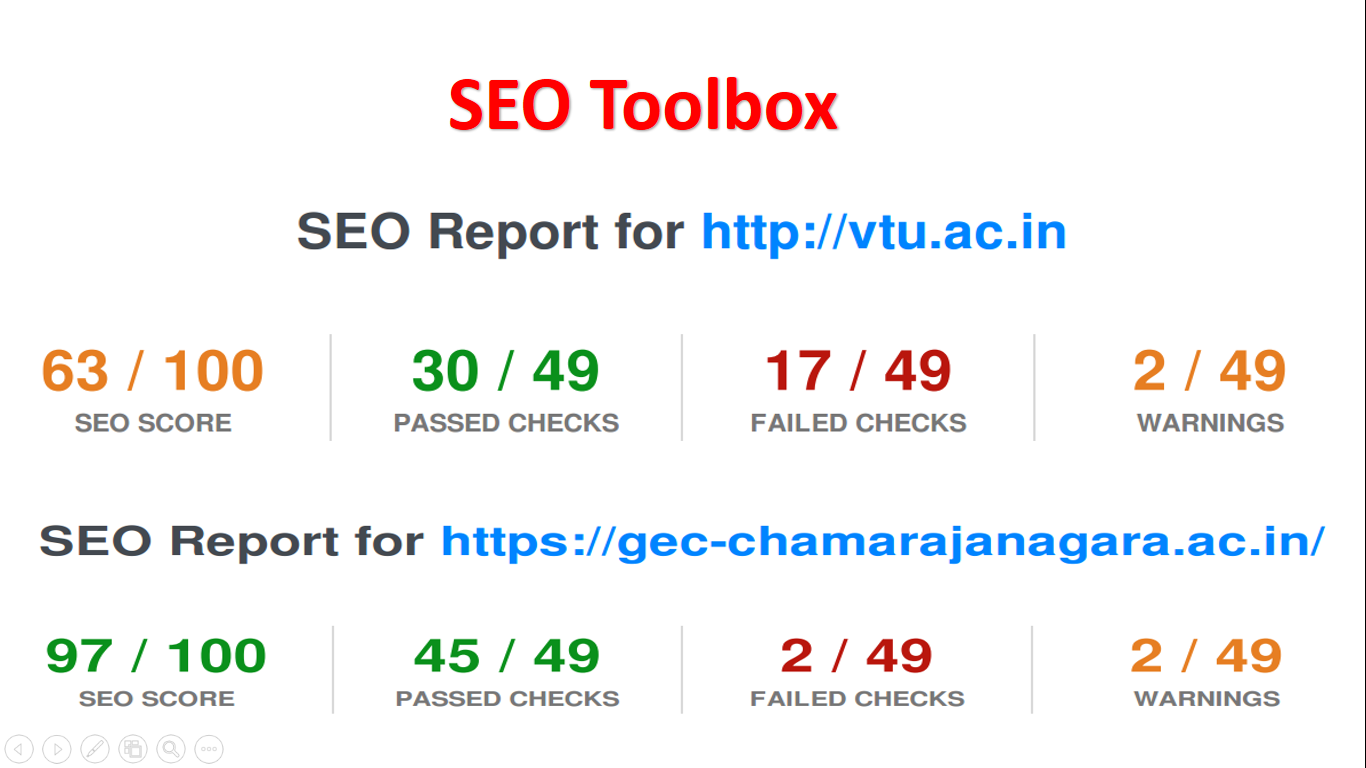 SEO Toolbox
SEO Report for http://vtu.ac.in
63 / 100 30 / 49 17 / 49 2 / 49
SEO SCORE PASSED CHECKS FAILED CHECKS WARNINGS
SEO Report for https://gec-chamarajanagara.ac.in/
97 / 100 45 / 49 2 / 49 2 / 49
SEO SCORE PASSED CHECKS FAILED CHECKS WARNINGS